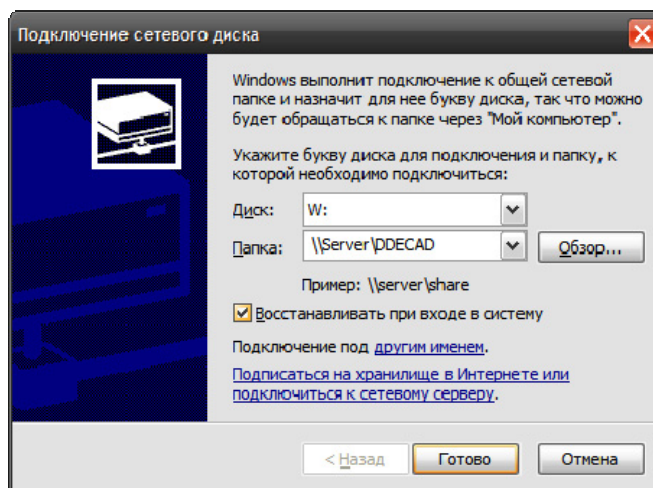 Подключение сетевого диска
Windows выполнит подключение к общей сетевой
папке и назначит для нее букву диска, так что можно
будет обращаться к папке через "Мой компьютер".
Укажите букву диска для подключения и папку, к
которой необходимо подключиться:
Диск: W:
Папка: \\Server\DDECAD Обзор...
Пример: \\server\share
Восстанавливать при входе в систему
Подключение под другим именем.
Подписаться на хранилище в Интернете или
подключиться к сетевому серверу.
< Назад Готово Отмена